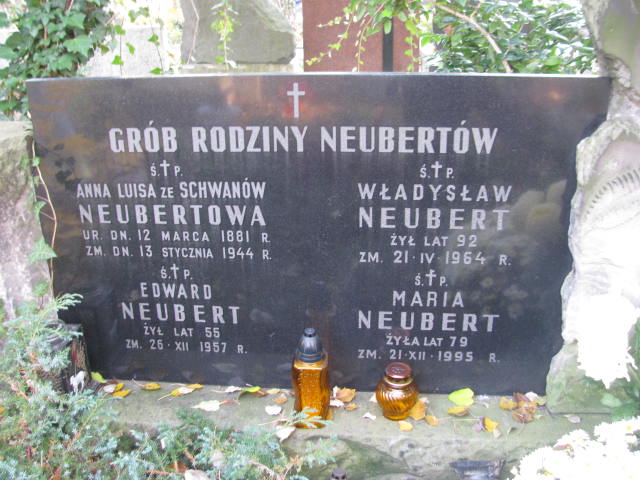 GRÓB RODZINY NEUBERTÓW
Ś.†P.
ANNA LUISA ZE SCHWANÓW
NEUBERTOWA
UR. DN. 12 MARCA 1881 R.
ZM. DN. 13 STYCZNIA 1944 R.
Ś.†P.
EDWARD
NEUBERT
ŻYŁ LAT 55
ZM. 26·XII 1957 R.
Ś.†P.
WŁADYSŁAW
NEUBERT
ŻYŁ LAT 92
ZM. 21·IV·1964 R.
Ś.†P.
MARIA
NEUBERT
ŻYŁA LAT 79
ZM. 21·XII·1995 R.